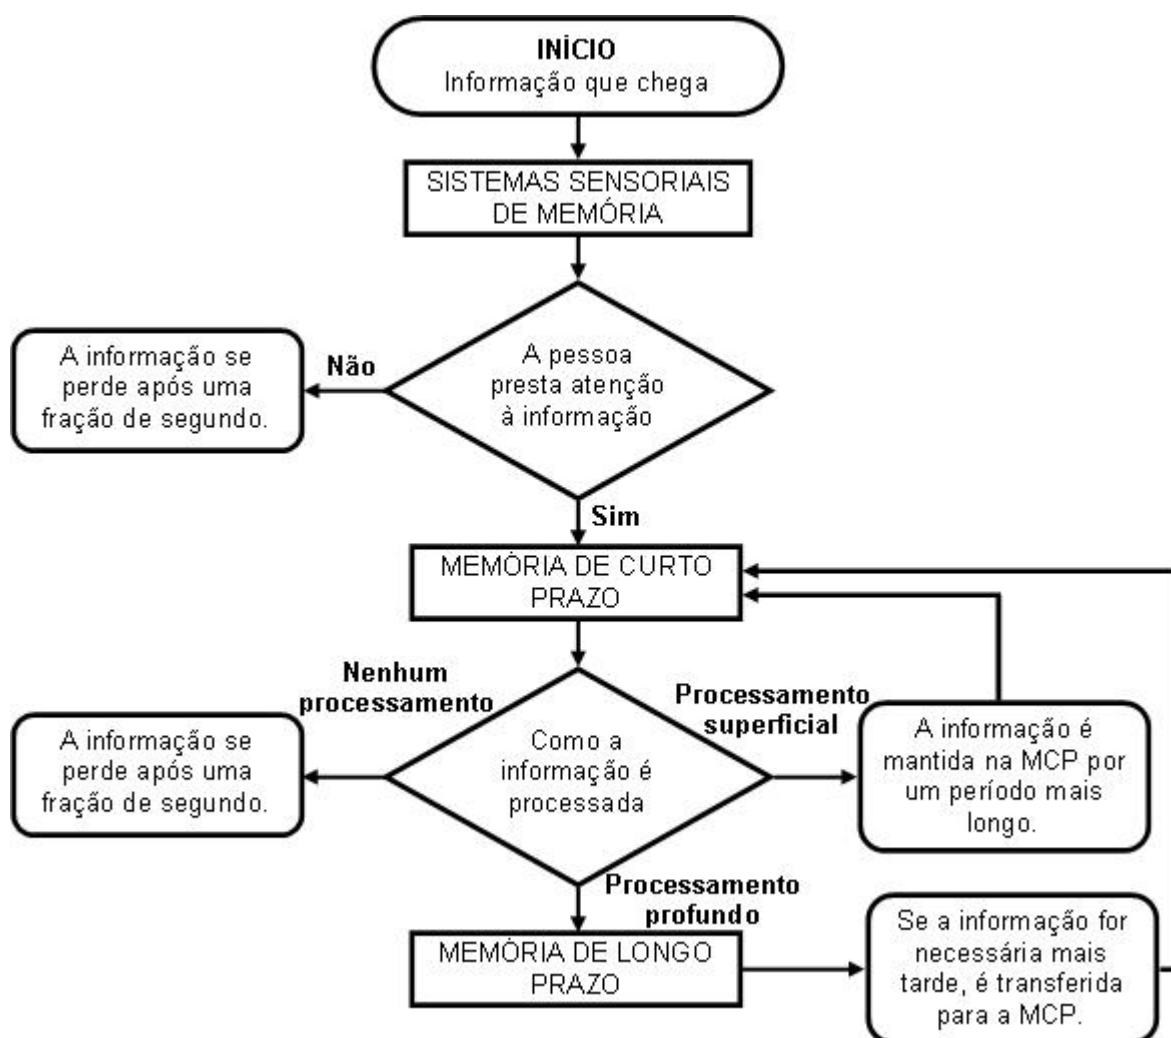 INÍCIO
Informação que chega
SISTEMAS SENSORIAIS
DE MEMÓRIA
A pessoa
presta atenção
à informação
Não
A informação se
perde após uma
fração de segundo.
Sim
MEMÓRIA DE CURTO
PRAZO
Nenhum
processamento
Processamento
superficial
A informação se
perde após uma
fração de segundo.
Como a
informação é
processada
A informação é
mantida na MCP por
um período mais
longo.
Processamento
profundo
MEMÓRIA DE LONGO
PRAZO
Se a informação for
necessária mais
tarde, é transferida
para a MCP.